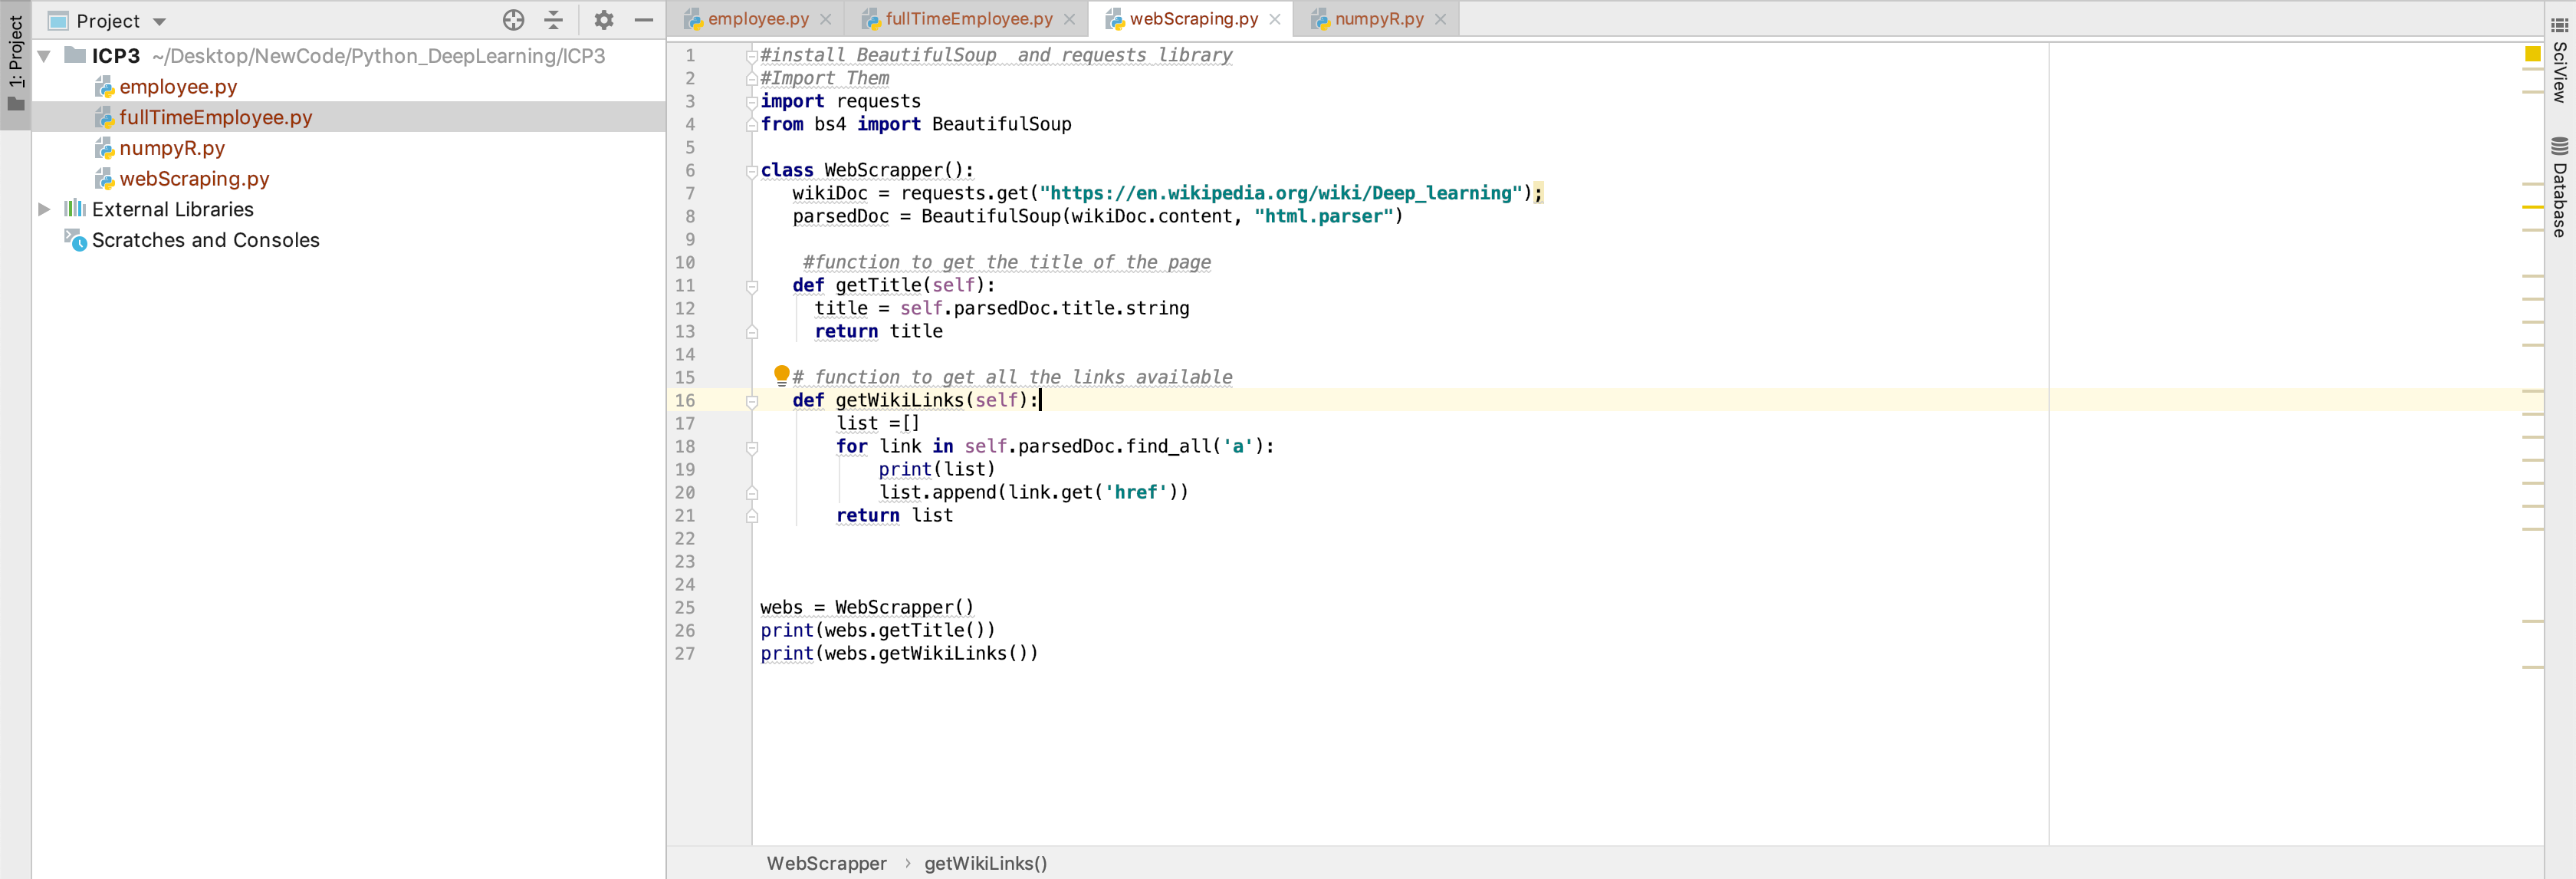 1: Project
Project
ICP3 ~/Desktop/NewCode/Python_DeepLearning/ICP3
employee.py
fullTimeEmployee.py
numpyR.py
webScraping.py
External Libraries
Scratches and Consoles
employee.py fullTimeEmployee.py webScraping.py numpyR.py
1 #install BeautifulSoup  and requests library
2 #Import Them
3 import requests
4 from bs4 import BeautifulSoup
5
6 class WebScrapper():
7    wikiDoc = requests.get("https://en.wikipedia.org/wiki/Deep_learning");
8    parsedDoc = BeautifulSoup(wikiDoc.content, "html.parser")
9
10     #function to get the title of the page
11    def getTitle(self):
12      title = self.parsedDoc.title.string
13      return title
14
15    # function to get all the links available
16    def getWikiLinks(self):
17        list =[]
18        for link in self.parsedDoc.find_all('a'):
19            print(list)
20            list.append(link.get('href'))
21        return list
22
23
24
25 webs = WebScrapper()
26 print(webs.getTitle())
27 print(webs.getWikiLinks())
WebScrapper › getWikiLinks()
SciView
Database